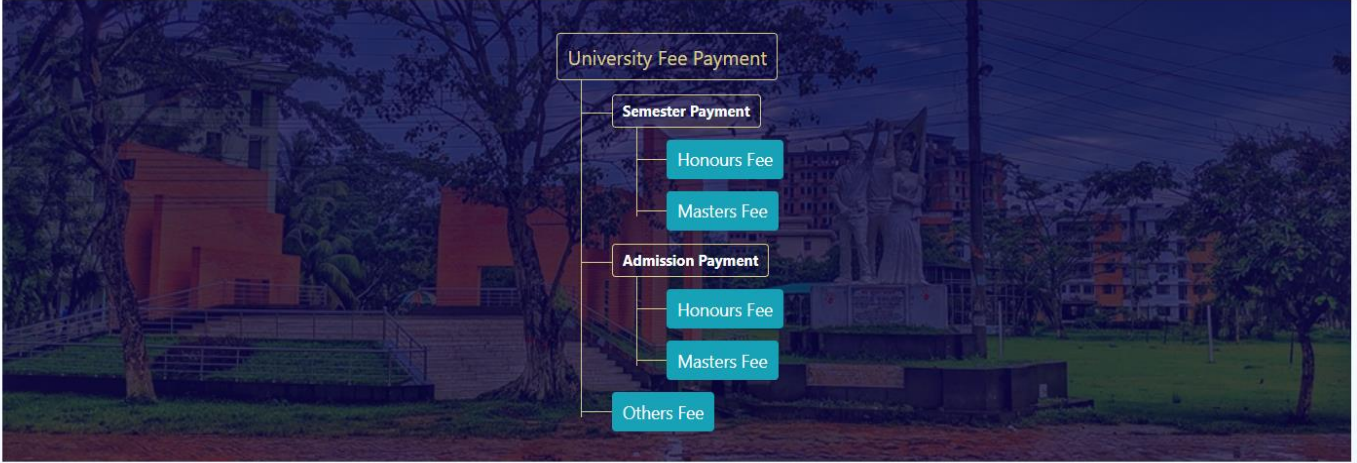 University Fee Payment
Semester Payment
Honours Fee
Masters Fee
Admission Payment
Honours Fee
Masters Fee
Others Fee